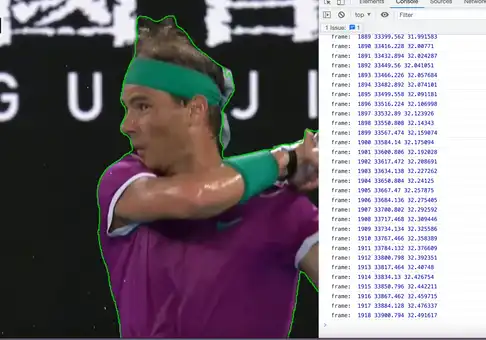 G U J
Elements Console Sources Network
top Filter
1 Issue: 1
frame: 1889 33399.562 31.991583
frame: 1890 33416.228 32.00771
frame: 1891 33432.894 32.024287
frame: 1892 33449.56 32.041051
frame: 1893 33466.226 32.057684
frame: 1894 33482.892 32.074101
frame: 1895 33499.558 32.091181
frame: 1896 33516.224 32.106998
frame: 1897 33532.89 32.123926
frame: 1898 33550.808 32.14343
frame: 1899 33567.474 32.159074
frame: 1900 33584.14 32.175094
frame: 1901 33600.806 32.192028
frame: 1902 33617.472 32.208691
frame: 1903 33634.138 32.227262
frame: 1904 33650.804 32.24125
frame: 1905 33667.47 32.257875
frame: 1906 33684.136 32.275405
frame: 1907 33700.802 32.292592
frame: 1908 33717.468 32.309446
frame: 1909 33734.134 32.325586
frame: 1910 33767.466 32.358389
frame: 1911 33784.132 32.376609
frame: 1912 33800.798 32.392351
frame: 1913 33817.464 32.40748
frame: 1914 33834.13 32.426754
frame: 1915 33850.796 32.442211
frame: 1916 33867.462 32.459715
frame: 1917 33884.128 32.476337
frame: 1918 33900.794 32.491617